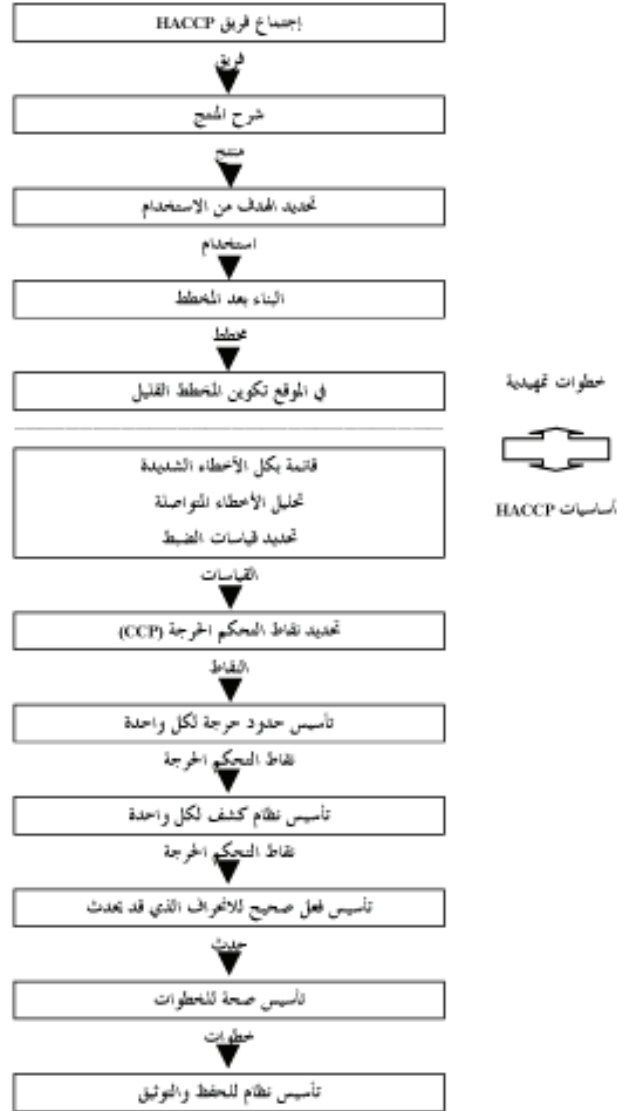 إجتماع فريق HACCP
فريق
شرح المنتج
منتج
تحديد الهدف من الاستخدام
استخدام
البناء بعد المخطط
مخطط
في الموقع تكوين المخطط القليل
خطوات تمهيدية
قائمة بكل الأخطاء الشديدة
تحليل الأخطاء المتواصلة
تحديد قياسات الضبط
أساسيات HACCP
القياسات
تحديد نقاط التحكم الحرجة (CCP)
النقاط
تأسيس حدود حرجة لكل واحدة
نقاط التحكم الحرجة
تأسيس نظام كشف لكل واحدة
نقاط التحكم الحرجة
تأسيس فعل صحيح للانحراف الذي قد يحدث
حدث
تأسيس صحة للخطوات
خطوات
تأسيس نظام للحفظ والتوثيق